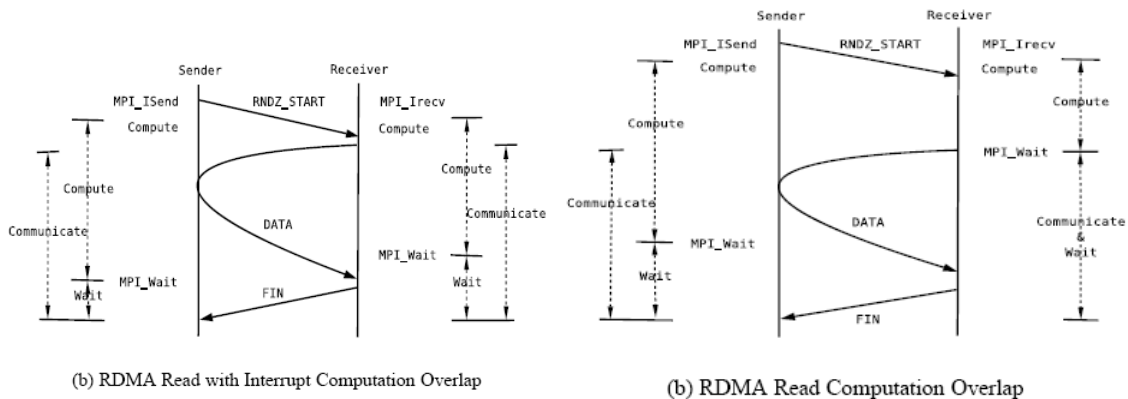 Sender
Receiver
MPI_ISend
RNDZ_START
MPI_Irecv
Compute
Compute
Compute
Compute
Communicate
Communicate
DATA
MPI_Wait
MPI_Wait
Wait
Wait
FIN
(b) RDMA Read with Interrupt Computation Overlap
Sender
Receiver
MPI_ISend
RNDZ_START
MPI_Irecv
Compute
Compute
Compute
Compute
MPI_Wait
Communicate
DATA
Communicate
&
Wait
MPI_Wait
Wait
FIN
(b) RDMA Read Computation Overlap